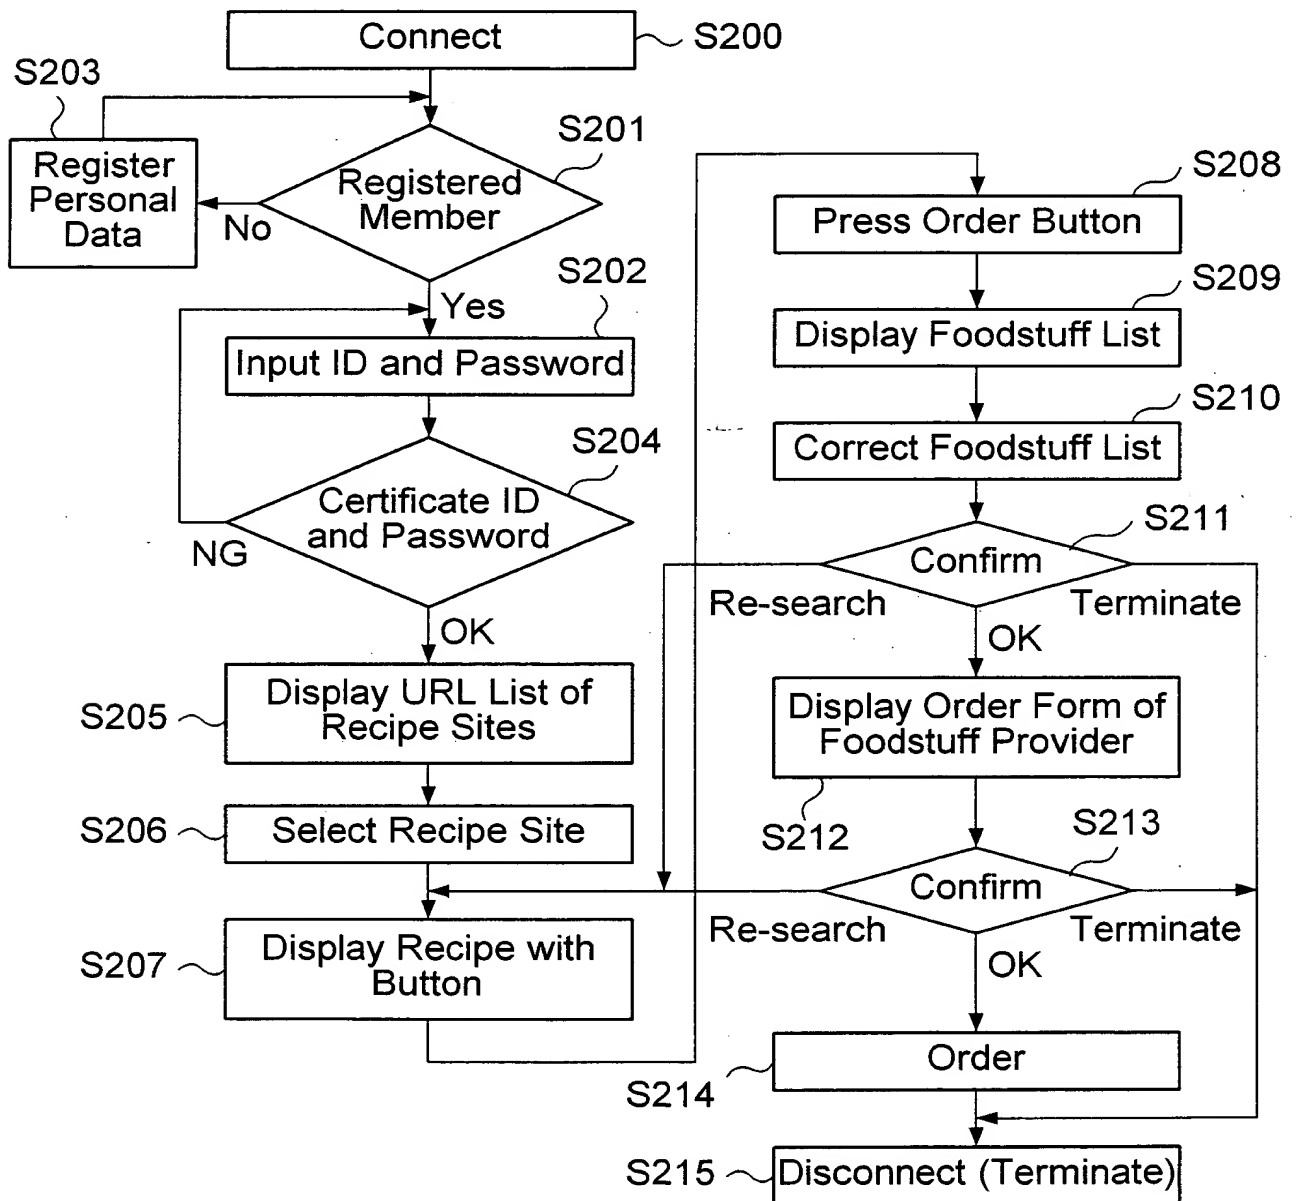 Connect
S200
S203
Register
Personal
Data
S201
Registered
Member
No
Yes
S202
Input ID and Password
S204
Certificate ID
and Password
NG
OK
S205
Display URL List of
Recipe Sites
S206
Select Recipe Site
S207
Display Recipe with
Button
S208
Press Order Button
S209
Display Foodstuff List
S210
Correct Foodstuff List
S211
Confirm
Re-search
Terminate
OK
Display Order Form of
Foodstuff Provider
S212
S213
Confirm
Re-search
Terminate
OK
Order
S214
S215
Disconnect (Terminate)